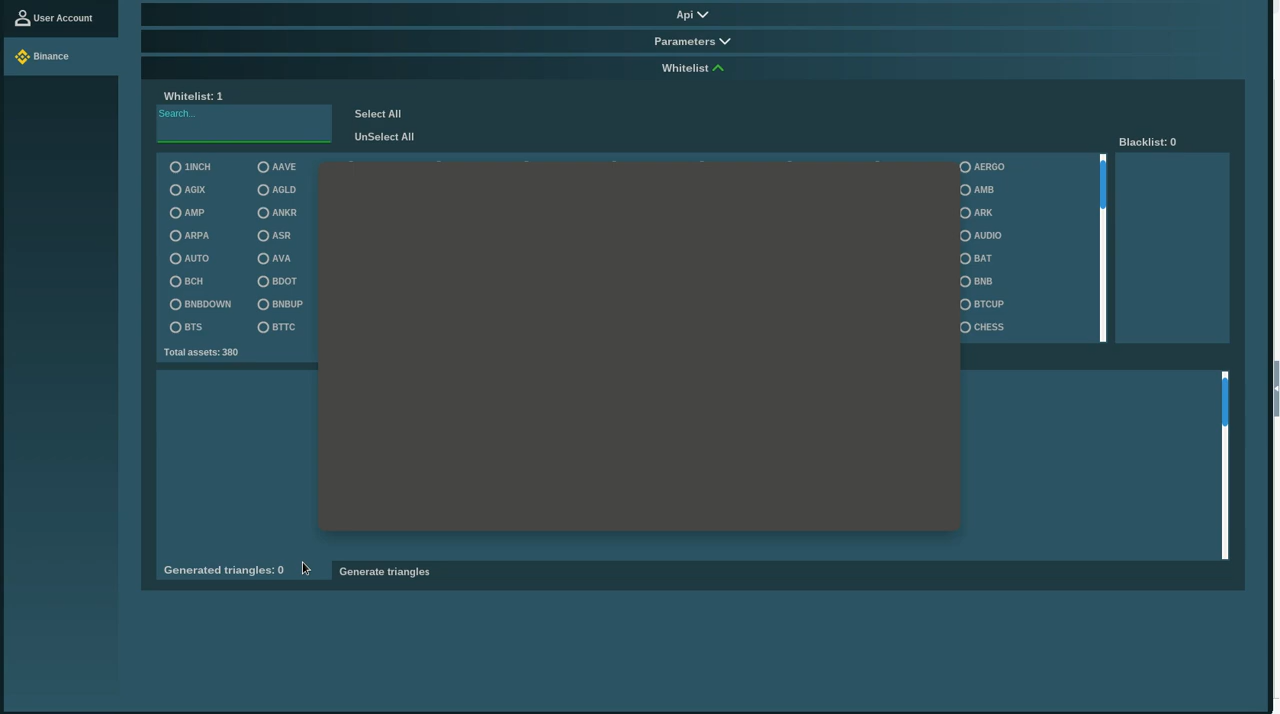 User Account
Binance
Api
Parameters
Whitelist
Whitelist: 1
Search...
Select All
UnSelect All
Blacklist: 0
1INCH AAVE AERGO
AGIX AGLD AMB
AMP ANKR ARK
ARPA ASR AUDIO
AUTO AVA BAT
BCH BDOT BNB
BNBDOWN BNBUP BTCUP
BTS BTTC CHESS
Total assets: 380
Generated triangles: 0
Generate triangles